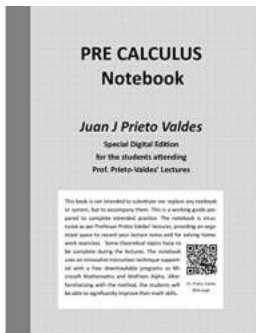 PRE CALCULUS
Notebook
Juan J Prieto Valdes
Special Digital Edition
for the students attending
Prof. Prieto-Valdes' Lectures
This book is not intended to substitute nor replace any textbook
or system, but to accompany them. This is a working guide pre-
pared to complete extended practice. The notebook is struc-
tured as per Professor Prieto-Valdes' lectures, providing an orga-
nized space to record your lecture notes and for solving home-
work exercises. Some theoretical topics have to
be complete during the lectures. The notebook
uses an innovative instruction technique support-
ed with a free downloadable programs as Mi-
crosoft Mathematics and Wolfram Alpha. After
familiarizing with the method, the students will
be able to significantly improve their math skills.
Dr. Prieto-Valdes
Web page